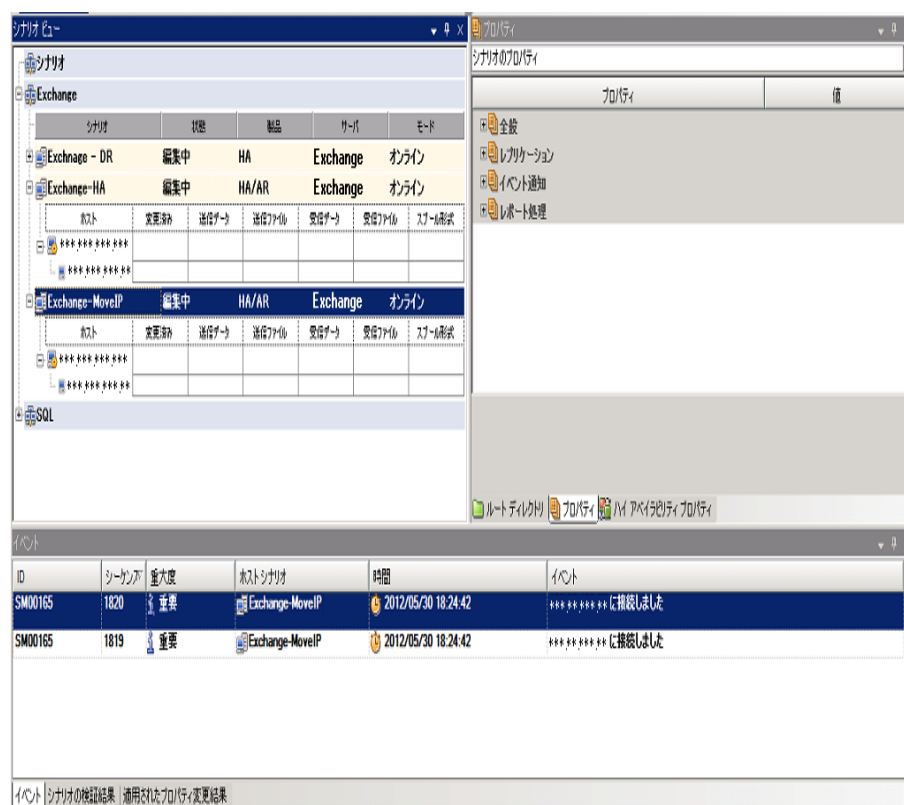 シナリオ ビュー
シナリオ
Exchange
シナリオ 状態 製品 サーバ モード
Exchnage - DR 編集中 HA Exchange オンライン
Exchange-HA 編集中 HA/AR Exchange オンライン
ホスト 変更済み 送信データ 送信ファイル 受信データ 受信ファイル スプール形式
***.***.***.***
***.***.***.**
Exchange-MoveIP 編集中 HA/AR Exchange オンライン
ホスト 変更済み 送信データ 送信ファイル 受信データ 受信ファイル スプール形式
***.***.***.***
***.***.***.**
SQL
プロパティ
シナリオのプロパティ
プロパティ 値
全般
レプリケーション
イベント通知
レポート処理
ルート ディレクトリ プロパティ ハイ アベイラビリティ プロパティ
イベント
ID シーケンス 重大度 ホスト シナリオ 時間 イベント
SM00165 1820 重要 Exchange-MoveIP 2012/05/30 18:24:42 ***.**.***.** に接続しました
SM00165 1819 重要 Exchange-MoveIP 2012/05/30 18:24:42 ***.**.***.** に接続しました
イベント シナリオの検証結果 適用されたプロパティ変更結果